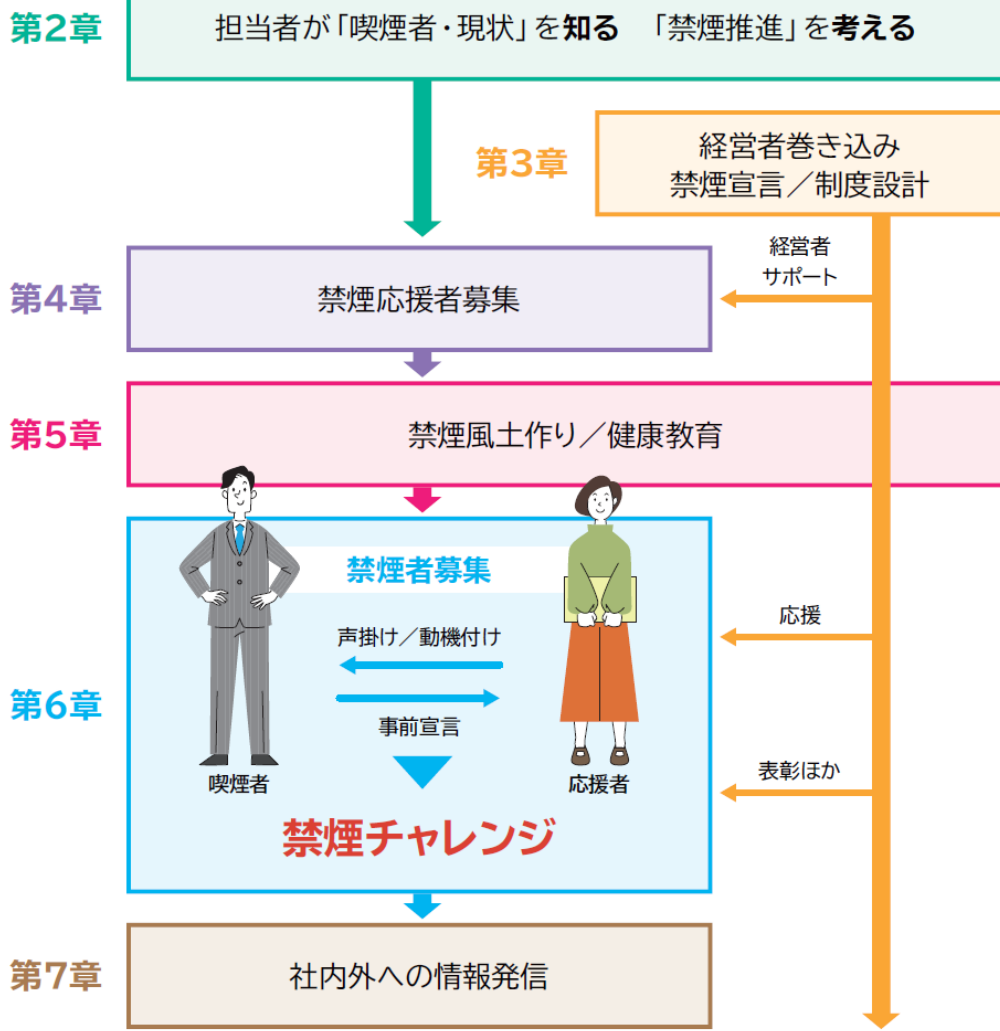 第2章
担当者が「喫煙者・現状」を知る 「禁煙推進」を考える
第3章
経営者巻き込み
禁煙宣言／制度設計
経営者
サポート
第4章
禁煙応援者募集
第5章
禁煙風土作り／健康教育
第6章
禁煙者募集
声掛け／動機付け
事前宣言
喫煙者
応援者
禁煙チャレンジ
応援
表彰ほか
第7章
社内外への情報発信